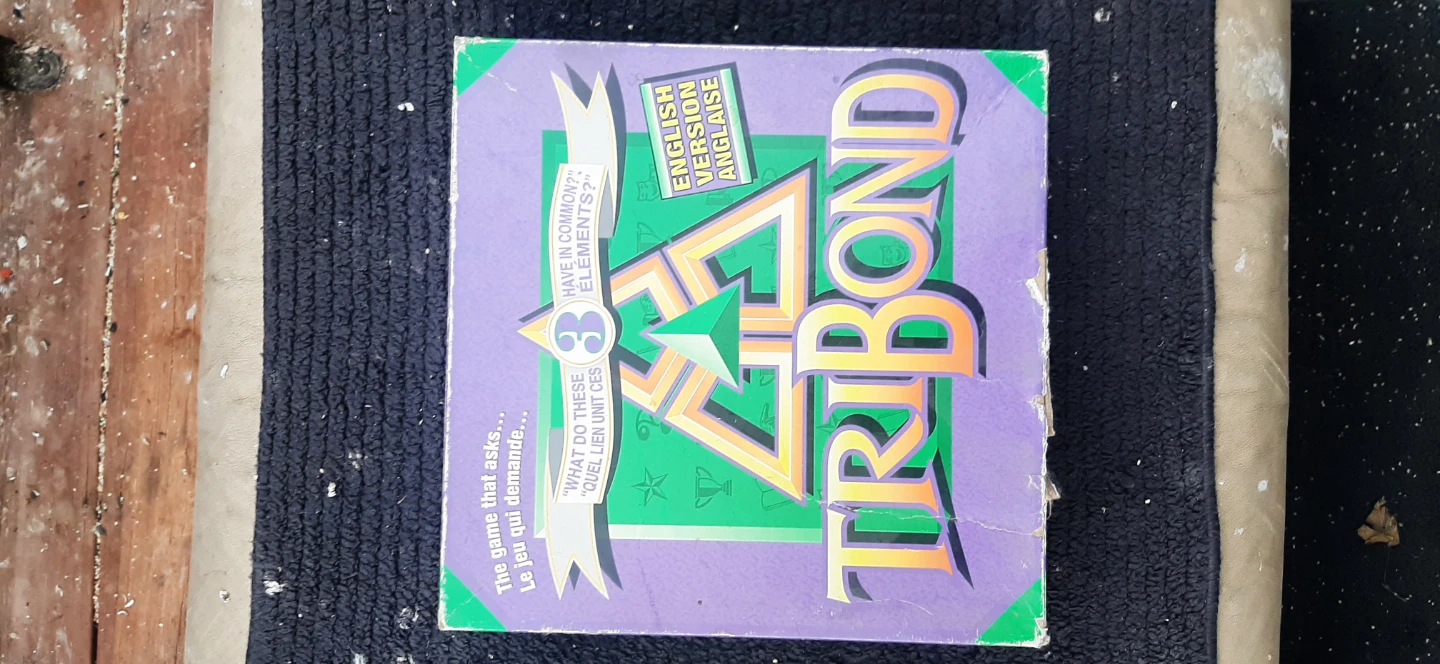 The game that asks...
Le jeu qui demande...
"WHAT DO THESE 3 HAVE IN COMMON?"
"QUEL LIEN UNIT CES 3 ÉLÉMENTS?"
ENGLISH
VERSION
ANGLAISE
TRIBOND